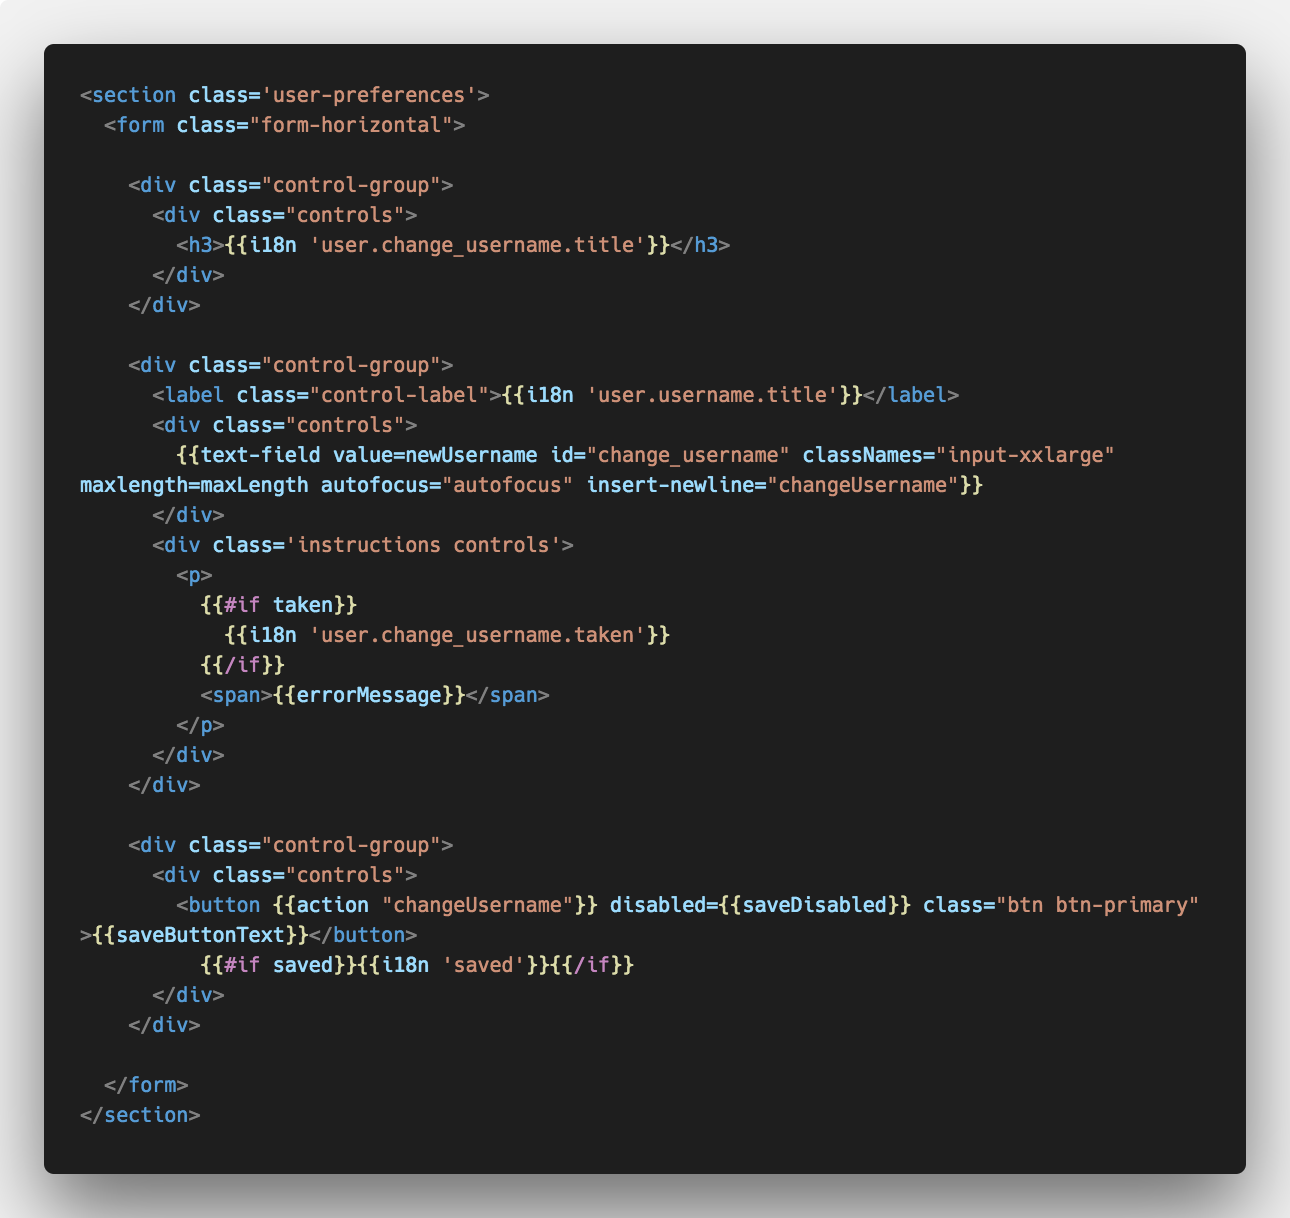 <section class='user-preferences'>
  <form class="form-horizontal">

    <div class="control-group">
      <div class="controls">
        <h3>{{i18n 'user.change_username.title'}}</h3>
      </div>
    </div>

    <div class="control-group">
      <label class="control-label">{{i18n 'user.username.title'}}</label>
      <div class="controls">
        {{text-field value=newUsername id="change_username" classNames="input-xxlarge"
maxlength=maxLength autofocus="autofocus" insert-newline="changeUsername"}}
      </div>
      <div class='instructions controls'>
        <p>
          {{#if taken}}
            {{i18n 'user.change_username.taken'}}
          {{/if}}
          <span>{{errorMessage}}</span>
        </p>
      </div>
    </div>

    <div class="control-group">
      <div class="controls">
        <button {{action "changeUsername"}} disabled={{saveDisabled}} class="btn btn-primary"
>{{saveButtonText}}</button>
          {{#if saved}}{{i18n 'saved'}}{{/if}}
      </div>
    </div>

  </form>
</section>